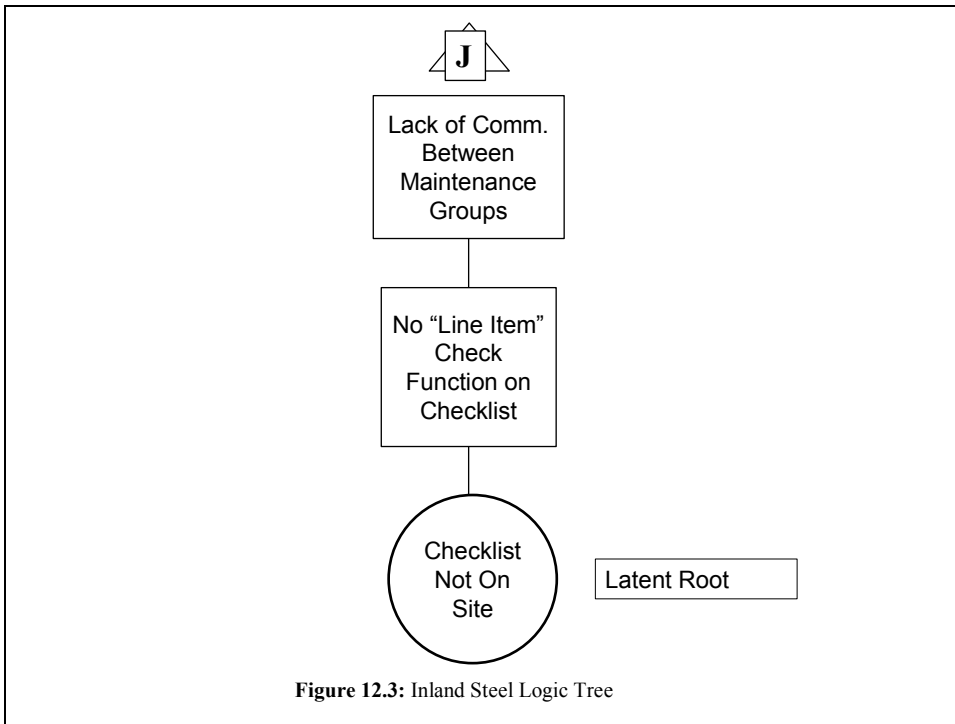 J
Lack of Comm.
Between
Maintenance
Groups
No “Line Item”
Check
Function on
Checklist
Checklist
Not On
Site
Latent Root
Figure 12.3: Inland Steel Logic Tree